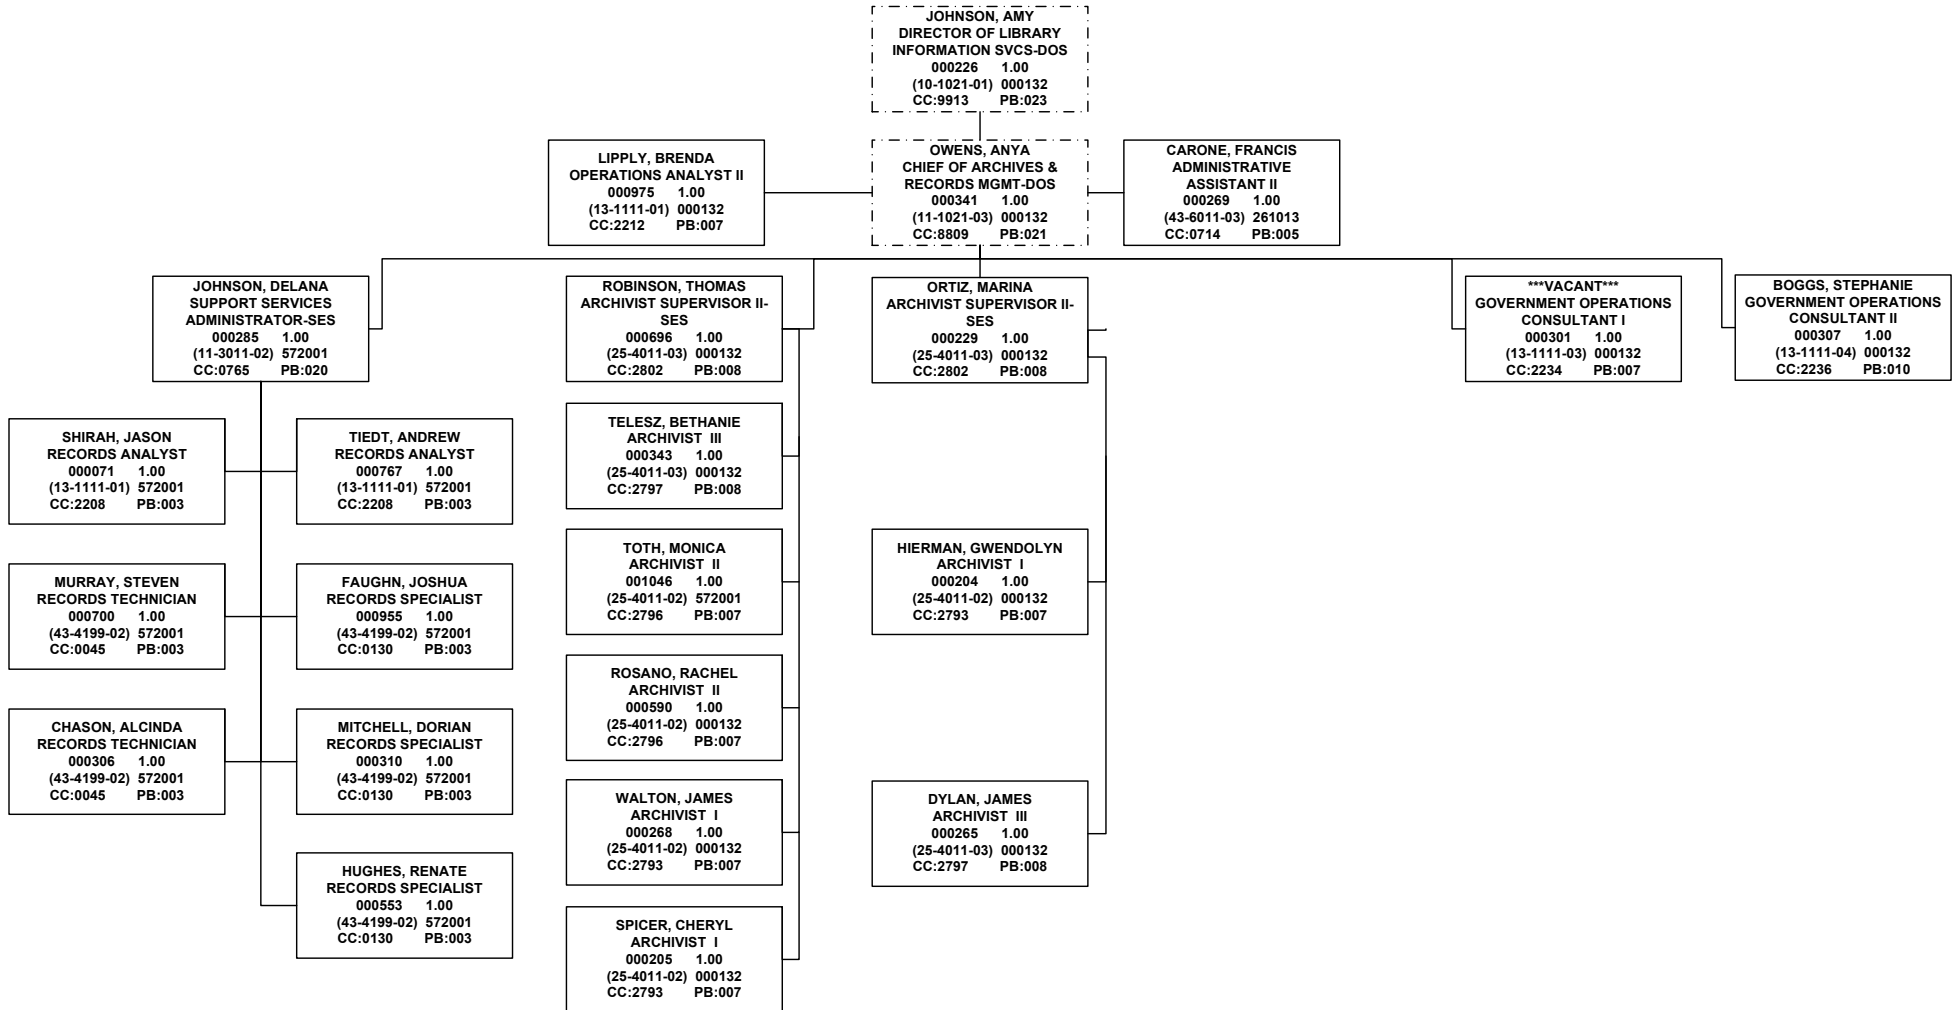 JOHNSON, AMY
DIRECTOR OF LIBRARY
INFORMATION SVCS-DOS
000226 1.00
(10-1021-01) 000132
CC:9913 PB:023
LIPPLY, BRENDA
OPERATIONS ANALYST II
000975 1.00
(13-1111-01) 000132
CC:2212 PB:007
OWENS, ANYA
CHIEF OF ARCHIVES &
RECORDS MGMT-DOS
000341 1.00
(11-1021-03) 000132
CC:8809 PB:021
CARONE, FRANCIS
ADMINISTRATIVE
ASSISTANT II
000269 1.00
(43-6011-03) 261013
CC:0714 PB:005
JOHNSON, DELANA
SUPPORT SERVICES
ADMINISTRATOR-SES
000285 1.00
(11-3011-02) 572001
CC:0765 PB:020
ROBINSON, THOMAS
ARCHIVIST SUPERVISOR II-
SES
000696 1.00
(25-4011-03) 000132
CC:2802 PB:008
ORTIZ, MARINA
ARCHIVIST SUPERVISOR II-
SES
000229 1.00
(25-4011-03) 000132
CC:2802 PB:008
***VACANT***
GOVERNMENT OPERATIONS
CONSULTANT I
000301 1.00
(13-1111-03) 000132
CC:2234 PB:007
BOGGS, STEPHANIE
GOVERNMENT OPERATIONS
CONSULTANT II
000307 1.00
(13-1111-04) 000132
CC:2236 PB:010
SHIRAH, JASON
RECORDS ANALYST
000071 1.00
(13-1111-01) 572001
CC:2208 PB:003
TIEDT, ANDREW
RECORDS ANALYST
000767 1.00
(13-1111-01) 572001
CC:2208 PB:003
MURRAY, STEVEN
RECORDS TECHNICIAN
000700 1.00
(43-4199-02) 572001
CC:0045 PB:003
FAUGHN, JOSHUA
RECORDS SPECIALIST
000955 1.00
(43-4199-02) 572001
CC:0130 PB:003
CHASON, ALCINDA
RECORDS TECHNICIAN
000306 1.00
(43-4199-02) 572001
CC:0045 PB:003
MITCHELL, DORIAN
RECORDS SPECIALIST
000310 1.00
(43-4199-02) 572001
CC:0130 PB:003
HUGHES, RENATE
RECORDS SPECIALIST
000553 1.00
(43-4199-02) 572001
CC:0130 PB:003
TELESZ, BETHANIE
ARCHIVIST III
000343 1.00
(25-4011-03) 000132
CC:2797 PB:008
TOTH, MONICA
ARCHIVIST II
001046 1.00
(25-4011-02) 572001
CC:2796 PB:007
ROSANO, RACHEL
ARCHIVIST II
000590 1.00
(25-4011-02) 000132
CC:2796 PB:007
WALTON, JAMES
ARCHIVIST I
000268 1.00
(25-4011-02) 000132
CC:2793 PB:007
SPICER, CHERYL
ARCHIVIST I
000205 1.00
(25-4011-02) 000132
CC:2793 PB:007
HIERMAN, GWENDOLYN
ARCHIVIST I
000204 1.00
(25-4011-02) 000132
CC:2793 PB:007
DYLAN, JAMES
ARCHIVIST III
000265 1.00
(25-4011-03) 000132
CC:2797 PB:008